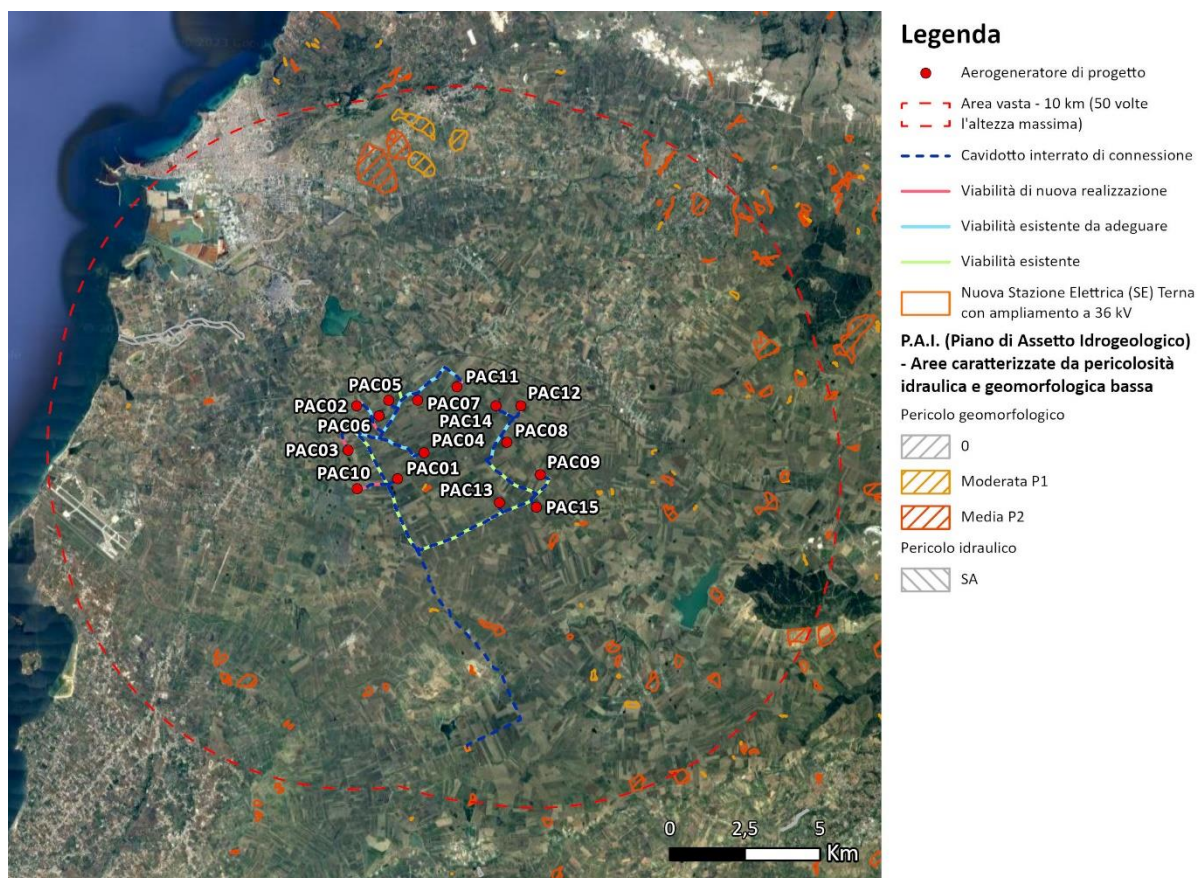 Legenda
Aerogeneratore di progetto
Area vasta - 10 km (50 volte
l'altezza massima)
Cavidotto interrato di connessione
Viabilità di nuova realizzazione
Viabilità esistente da adeguare
Viabilità esistente
Nuova Stazione Elettrica (SE) Terna
con ampliamento a 36 kV
P.A.I. (Piano di Assetto Idrogeologico)
- Aree caratterizzate da pericolosità
idraulica e geomorfologica bassa
Pericolo geomorfologico
0
Moderata P1
Media P2
Pericolo idraulico
SA
PAC11
PAC05
PAC02
PAC07
PAC12
PAC06
PAC14
PAC08
PAC03
PAC04
PAC10
PAC01
PAC09
PAC13
PAC15
0 2,5 5
Km